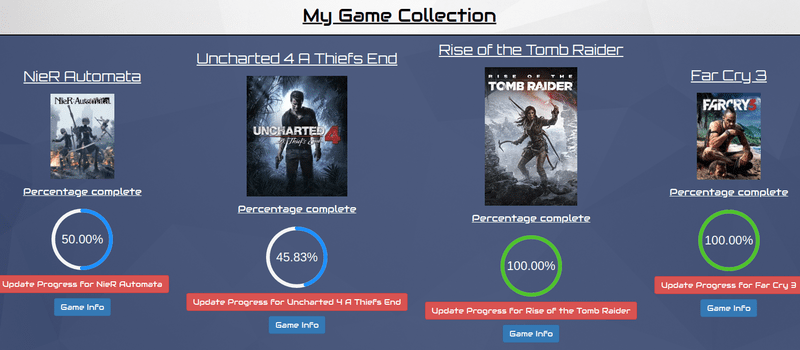 My Game Collection
NieR Automata
NieR:Automata
Percentage complete
50.00%
Update Progress for NieR Automata
Game Info
Uncharted 4 A Thiefs End
UNCHARTED 4
A Thief's End
Percentage complete
45.83%
Update Progress for Uncharted 4 A Thiefs End
Game Info
Rise of the Tomb Raider
RISE OF THE
TOMB RAIDER
Percentage complete
100.00%
Update Progress for Rise of the Tomb Raider
Game Info
Far Cry 3
FARCRY 3
Percentage complete
100.00%
Update Progress for Far Cry 3
Game Info